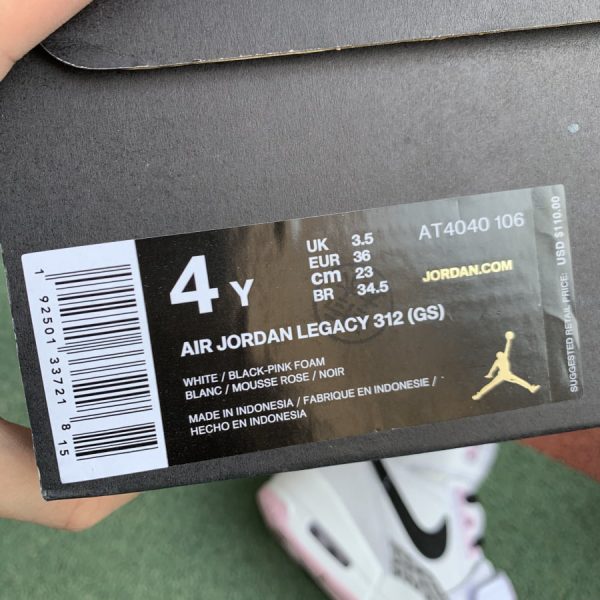 4 Y
UK 3.5
EUR 36
cm 23
BR 34.5
AT4040 106
JORDAN.COM
AIR JORDAN LEGACY 312 (GS)
WHITE / BLACK-PINK FOAM
BLANC / MOUSSE ROSE / NOIR
MADE IN INDONESIA / FABRIQUE EN INDONESIE /
HECHO EN INDONESIA
SUGGESTED RETAIL PRICE: USD $110.00
1 92501 33721 8 15